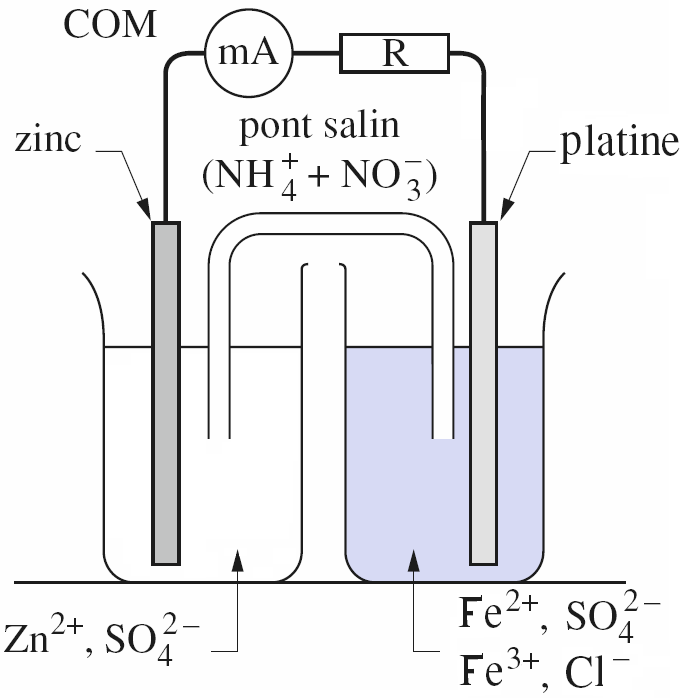 COM
mA
R
pont salin
(NH₄⁺ + NO₃⁻)
zinc
platine
Zn²⁺, SO₄²⁻
Fe²⁺, SO₄²⁻
Fe³⁺, Cl⁻